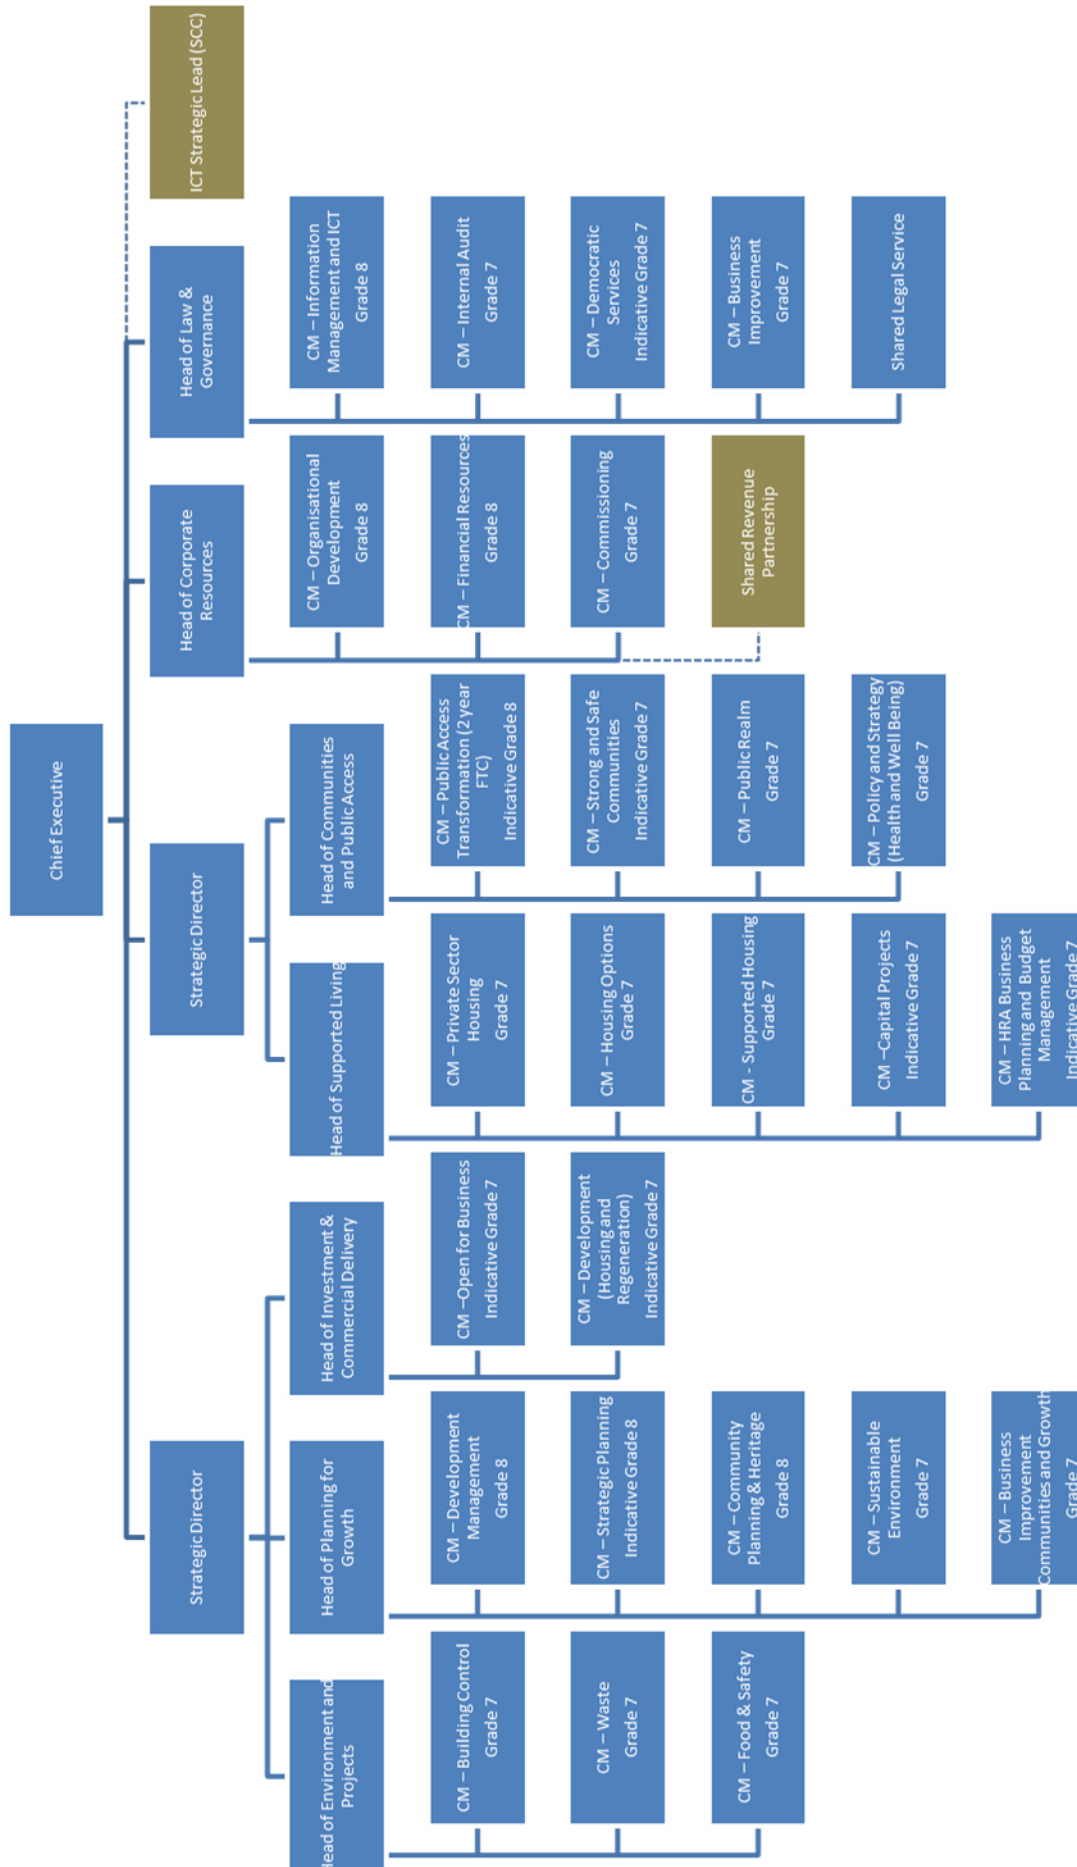 Chief Executive
Strategic Director
Strategic Director
Head of Corporate
Resources
Head of Law &
Governance
ICT Strategic Lead (SCC)
Head of Environment and
Projects
Head of Planning for
Growth
Head of Investment &
Commercial Delivery
Head of Supported Living
Head of Communities
and Public Access
CM – Building Control
Grade 7
CM – Waste
Grade 7
CM – Food & Safety
Grade 7
CM – Development
Management
Grade 8
CM – Strategic Planning
Indicative Grade 8
CM – Community
Planning & Heritage
Grade 8
CM – Sustainable
Environment
Grade 7
CM – Business
Improvement
Communities and Growth
Grade 7
CM –Open for Business
Indicative Grade 7
CM – Development
(Housing and
Regeneration)
Indicative Grade 7
CM – Private Sector
Housing
Grade 7
CM – Housing Options
Grade 7
CM - Supported Housing
Grade 7
CM –Capital Projects
Indicative Grade 7
CM – HRA Business
Planning and Budget
Management
Indicative Grade 7
CM – Public Access
Transformation (2 year
FTC)
Indicative Grade 8
CM – Strong and Safe
Communities
Indicative Grade 7
CM – Public Realm
Grade 7
CM – Policy and Strategy
(Health and Well Being)
Grade 7
CM – Organisational
Development
Grade 8
CM – Financial Resources
Grade 8
CM – Commissioning
Grade 7
Shared Revenue
Partnership
CM – Information
Management and ICT
Grade 8
CM – Internal Audit
Grade 7
CM – Democratic
Services
Indicative Grade 7
CM – Business
Improvement
Grade 7
Shared Legal Service